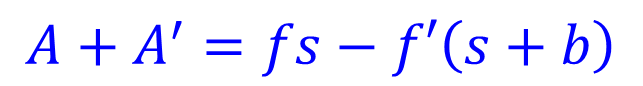 A + A′ = fs − f′(s + b)